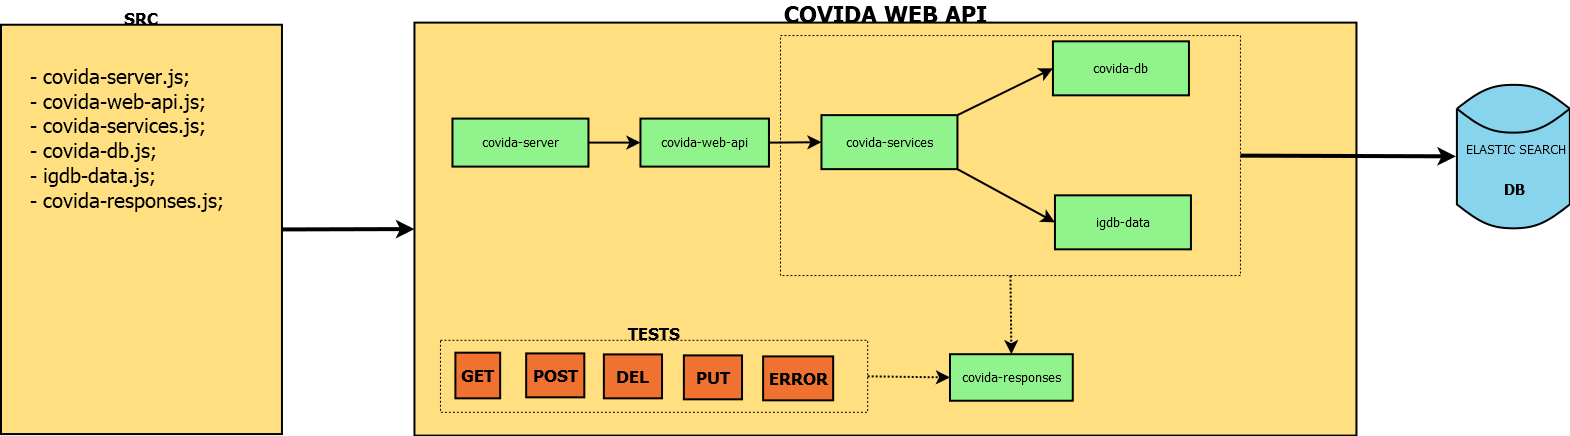 SRC
- covida-server.js;
- covida-web-api.js;
- covida-services.js;
- covida-db.js;
- igdb-data.js;
- covida-responses.js;
COVIDA WEB API
covida-server
covida-web-api
covida-services
covida-db
igdb-data
TESTS
GET
POST
DEL
PUT
ERROR
covida-responses
ELASTIC SEARCH
DB